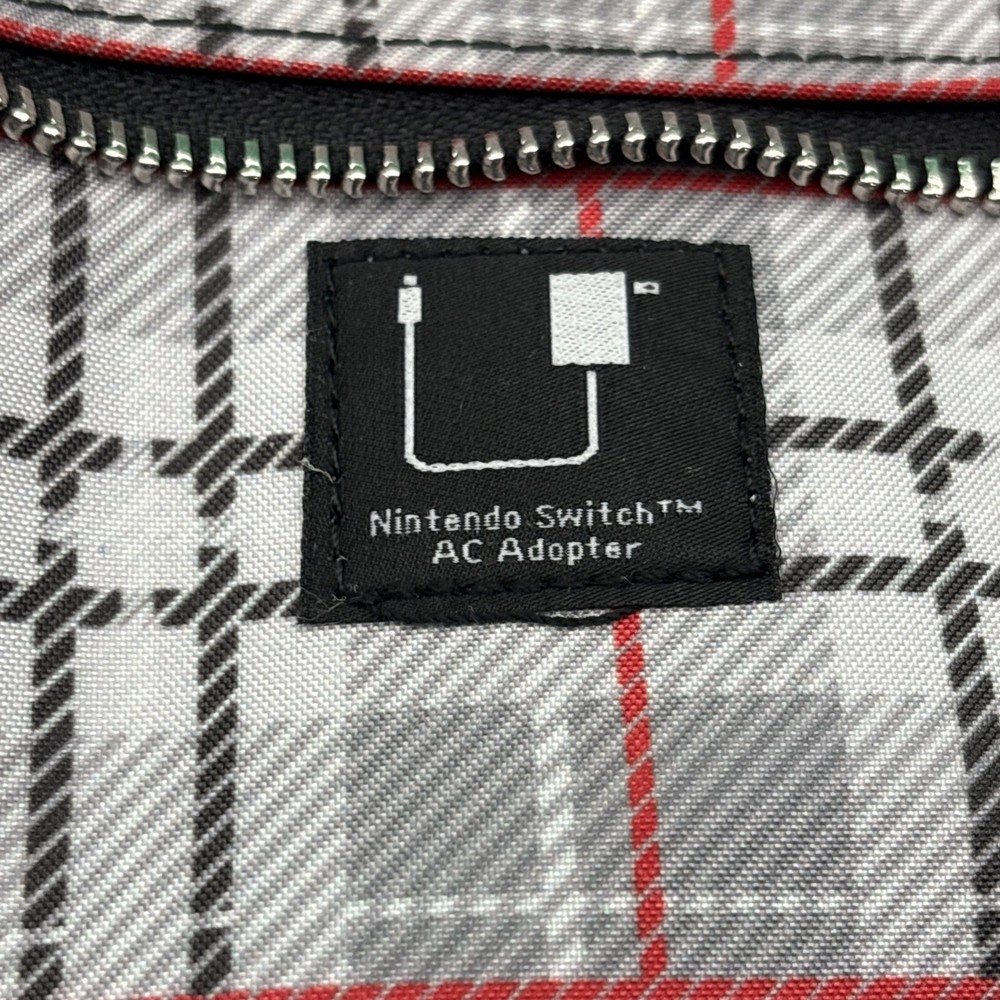 Nintendo Switch™
AC Adopter